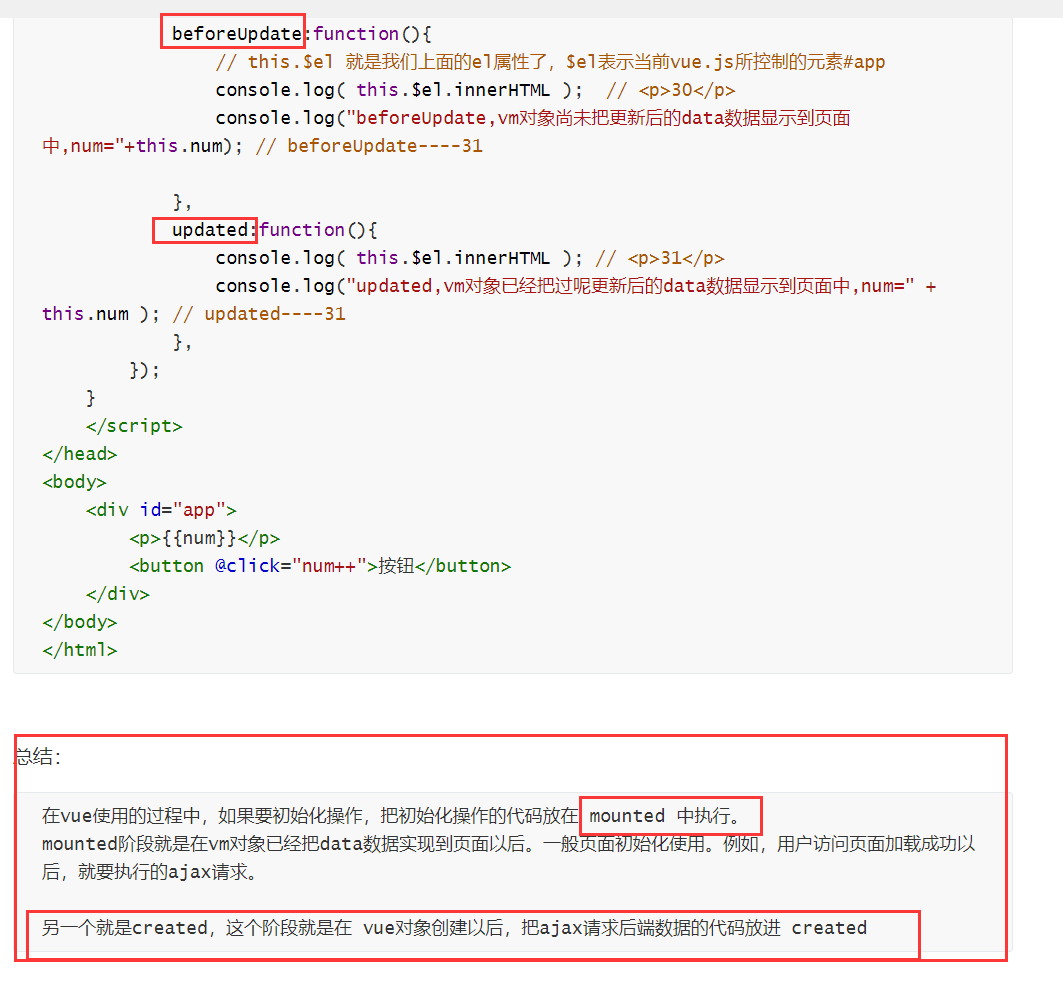 beforeUpdate:function(){
// this.$el 就是我们上面的el属性了，$el表示当前vue.js所控制的元素#app
console.log( this.$el.innerHTML );  // <p>30</p>
console.log("beforeUpdate,vm对象尚未把更新后的data数据显示到页面
中,num="+this.num); // beforeUpdate----31
},
updated:function(){
console.log( this.$el.innerHTML ); // <p>31</p>
console.log("updated,vm对象已经把过呢更新后的data数据显示到页面中,num=" +
this.num ); // updated----31
},
});
}
</script>
</head>
<body>
<div id="app">
<p>{{num}}</p>
<button @click="num++">按钮</button>
</div>
</body>
</html>
总结：
在vue使用的过程中，如果要初始化操作，把初始化操作的代码放在 mounted 中执行。
mounted阶段就是在vm对象已经把data数据实现到页面以后。一般页面初始化使用。例如，用户访问页面加载成功以
后，就要执行的ajax请求。
另一个就是created，这个阶段就是在 vue对象创建以后，把ajax请求后端数据的代码放进 created